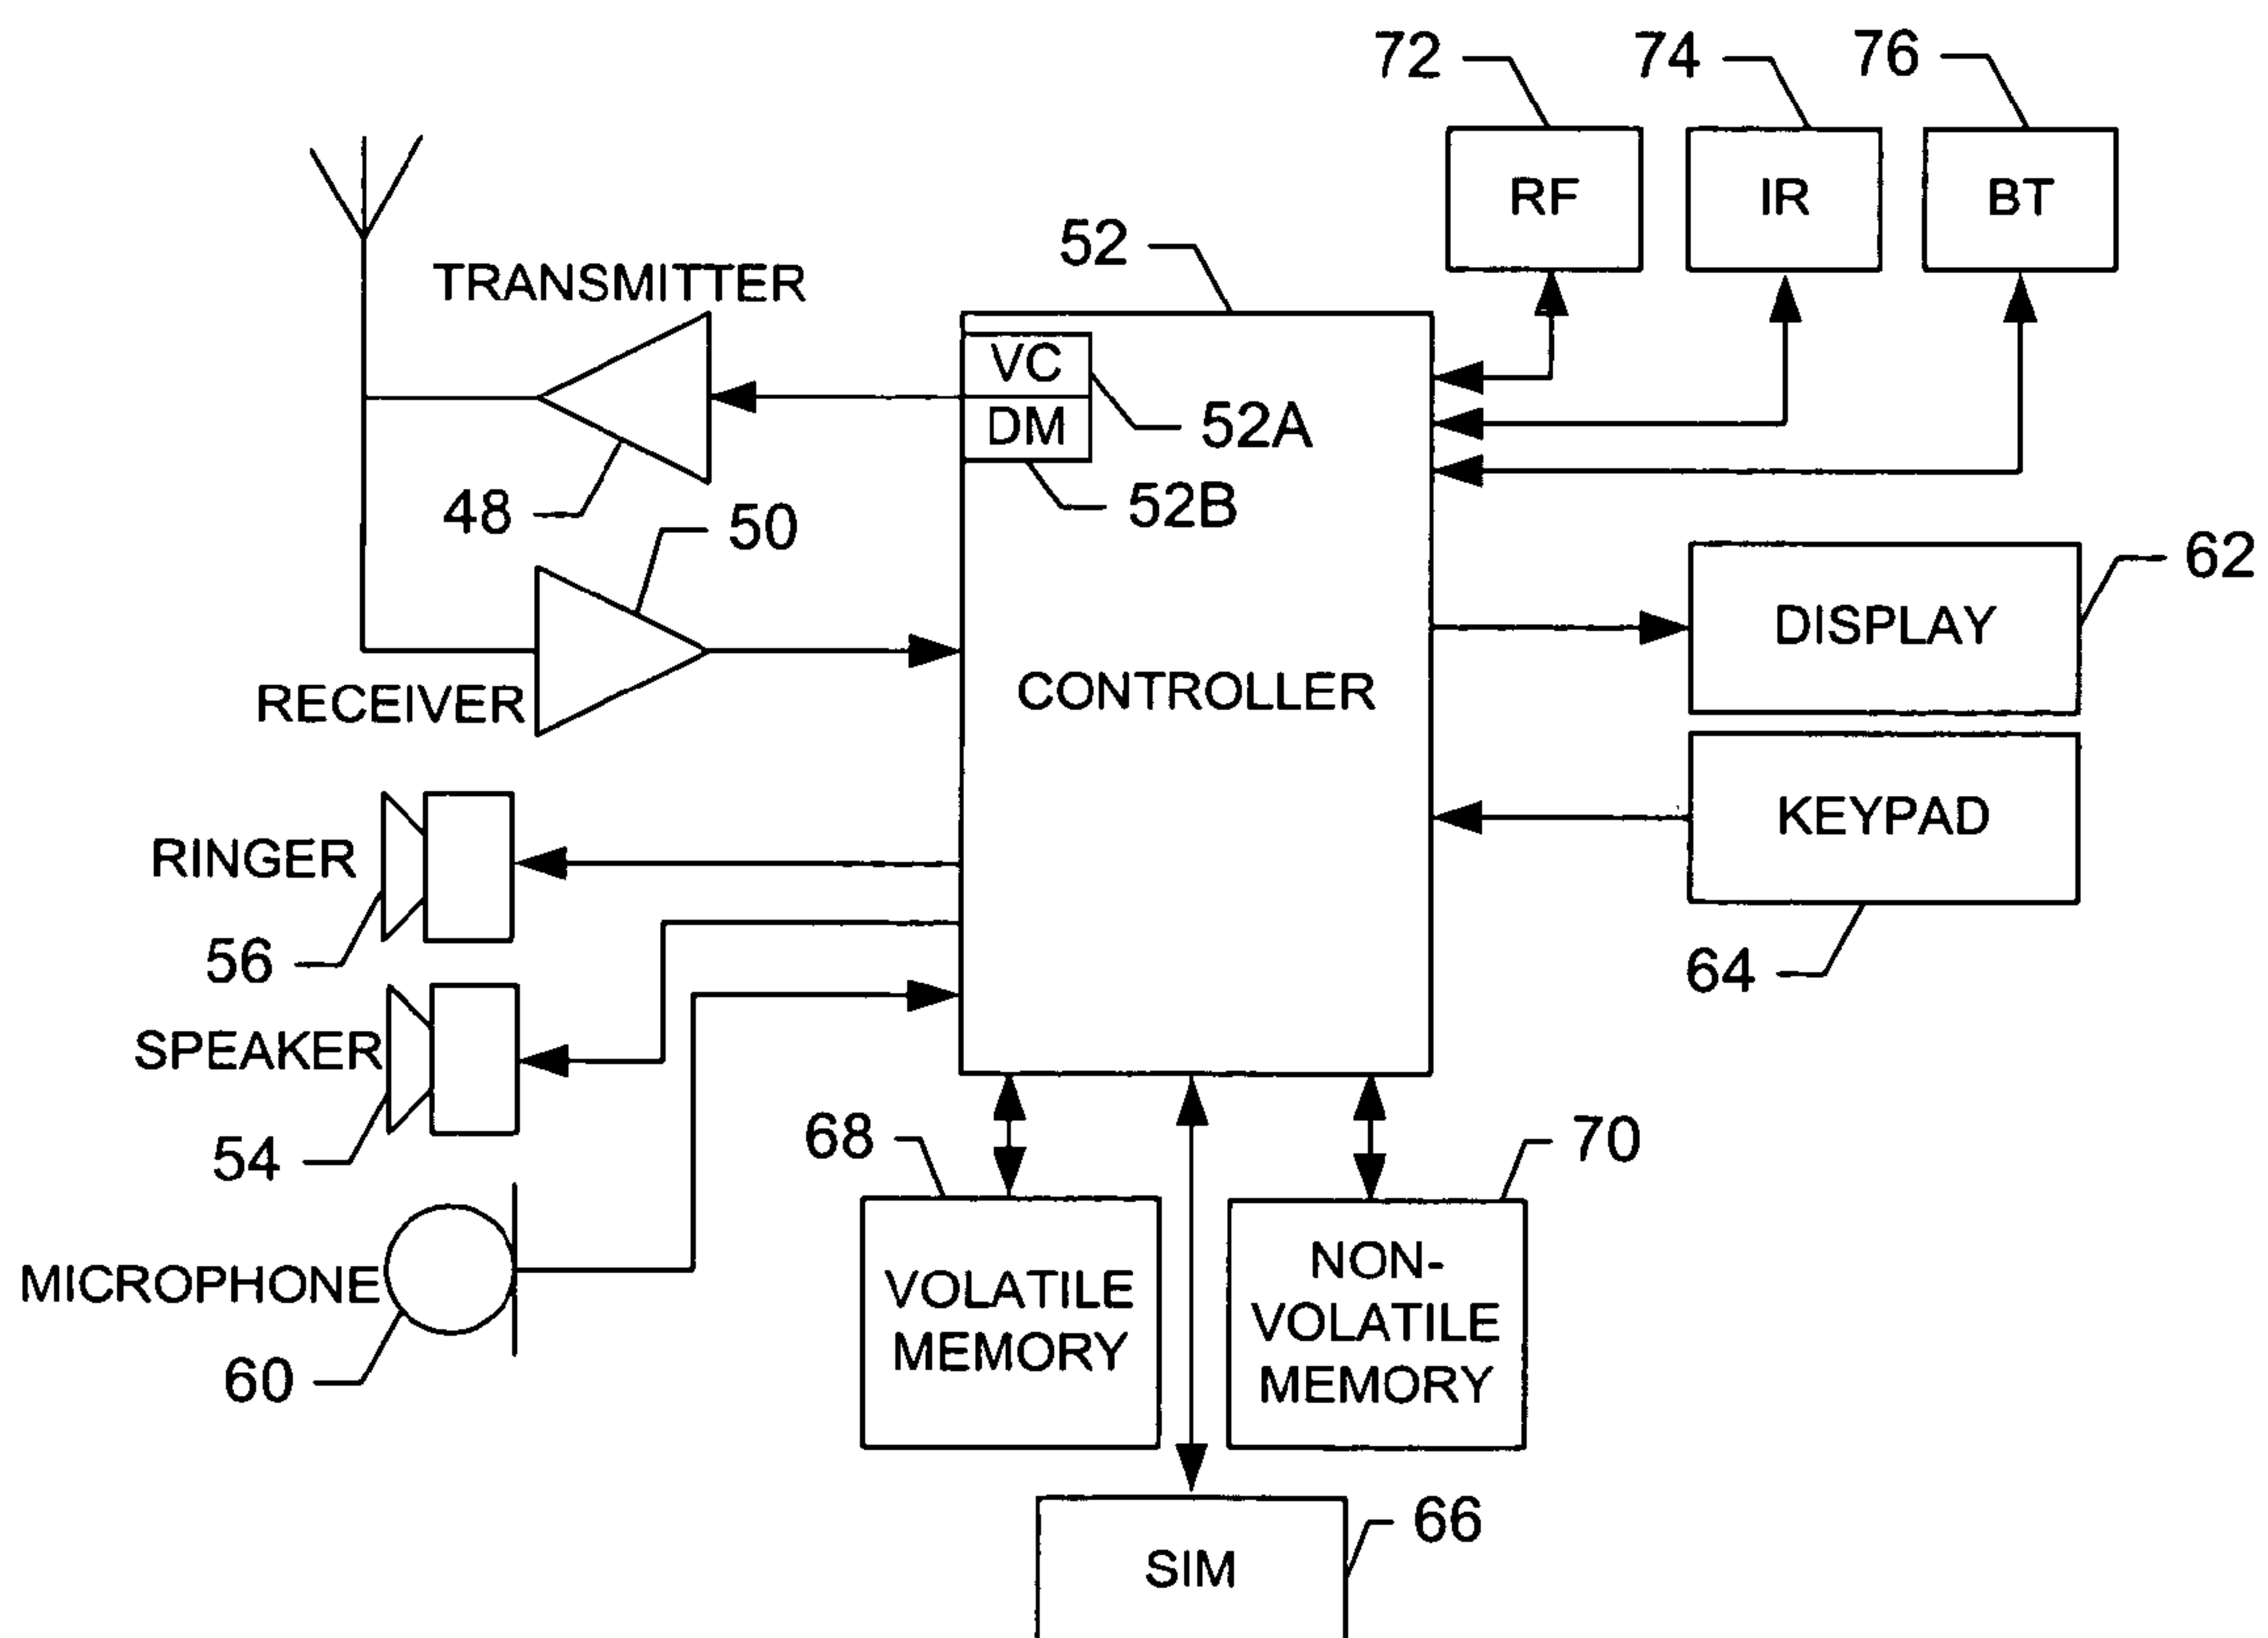 72
74
76
RF
IR
BT
52
TRANSMITTER
VC
DM
52A
52B
48
50
62
DISPLAY
RECEIVER
CONTROLLER
KEYPAD
RINGER
56
64
SPEAKER
54
68
70
MICROPHONE
60
VOLATILE
MEMORY
NON-
VOLATILE
MEMORY
66
SIM